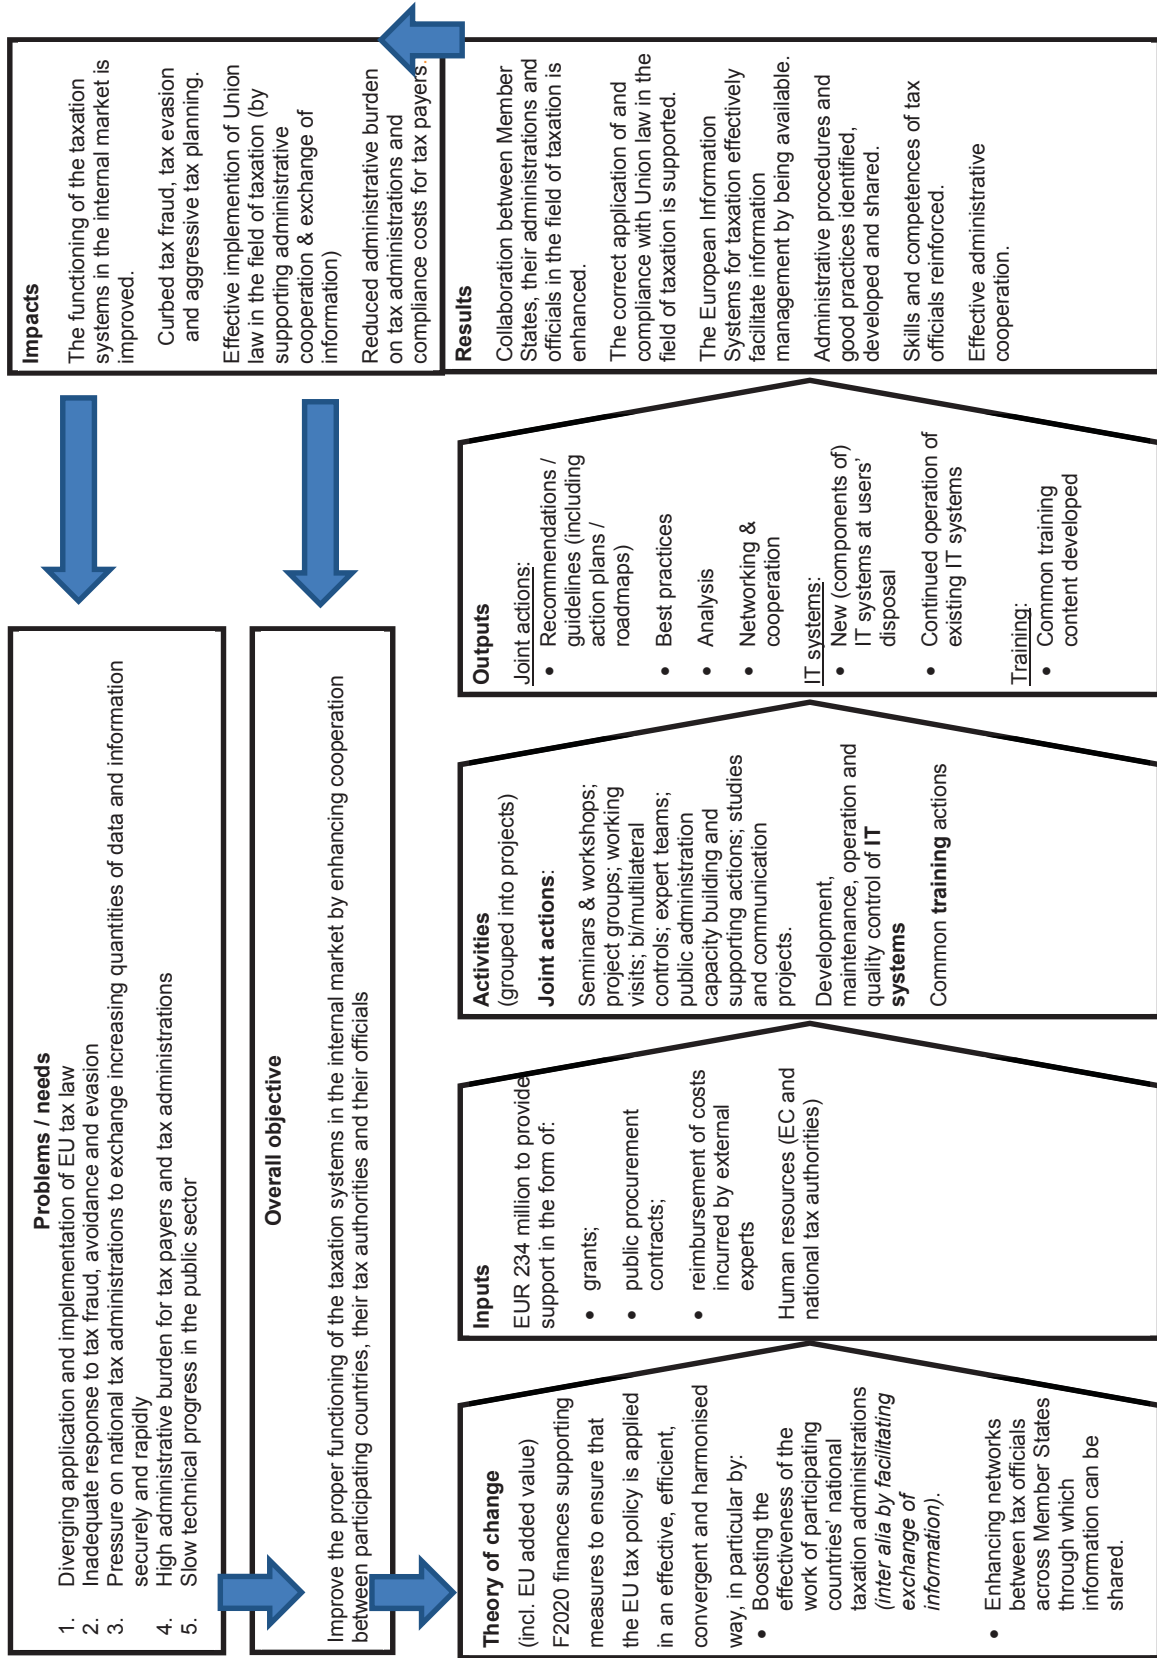 Problems / needs
1. Diverging application and implementation of EU tax law
2. Inadequate response to tax fraud, avoidance and evasion
3. Pressure on national tax administrations to exchange increasing quantities of data and information
securely and rapidly
4. High administrative burden for tax payers and tax administrations
5. Slow technical progress in the public sector
Overall objective
Improve the proper functioning of the taxation systems in the internal market by enhancing cooperation
between participating countries, their tax authorities and their officials
Theory of change
(incl. EU added value)
F2020 finances supporting
measures to ensure that
the EU tax policy is applied
in an effective, efficient,
convergent and harmonised
way, in particular by:
• Boosting the
effectiveness of the
work of participating
countries’ national
taxation administrations
(inter alia by facilitating
exchange of
information).
• Enhancing networks
between tax officials
across Member States
through which
information can be
shared.
Inputs
EUR 234 million to provide
support in the form of:
• grants;
• public procurement
contracts;
• reimbursement of costs
incurred by external
experts
Human resources (EC and
national tax authorities)
Activities
(grouped into projects)
Joint actions:
Seminars & workshops;
project groups; working
visits; bi/multilateral
controls; expert teams;
public administration
capacity building and
supporting actions; studies
and communication
projects.
Development,
maintenance, operation and
quality control of IT
systems
Common training actions
Outputs
Joint actions:
• Recommendations /
guidelines (including
action plans /
roadmaps)
• Best practices
• Analysis
• Networking &
cooperation
IT systems:
• New (components of)
IT systems at users’
disposal
• Continued operation of
existing IT systems
Training:
• Common training
content developed
Results
Collaboration between Member
States, their administrations and
officials in the field of taxation is
enhanced.
The correct application of and
compliance with Union law in the
field of taxation is supported.
The European Information
Systems for taxation effectively
facilitate information
management by being available.
Administrative procedures and
good practices identified,
developed and shared.
Skills and competences of tax
officials reinforced.
Effective administrative
cooperation.
Impacts
The functioning of the taxation
systems in the internal market is
improved.
Curbed tax fraud, tax evasion
and aggressive tax planning.
Effective implemention of Union
law in the field of taxation (by
supporting administrative
cooperation & exchange of
information)
Reduced administrative burden
on tax administrations and
compliance costs for tax payers.